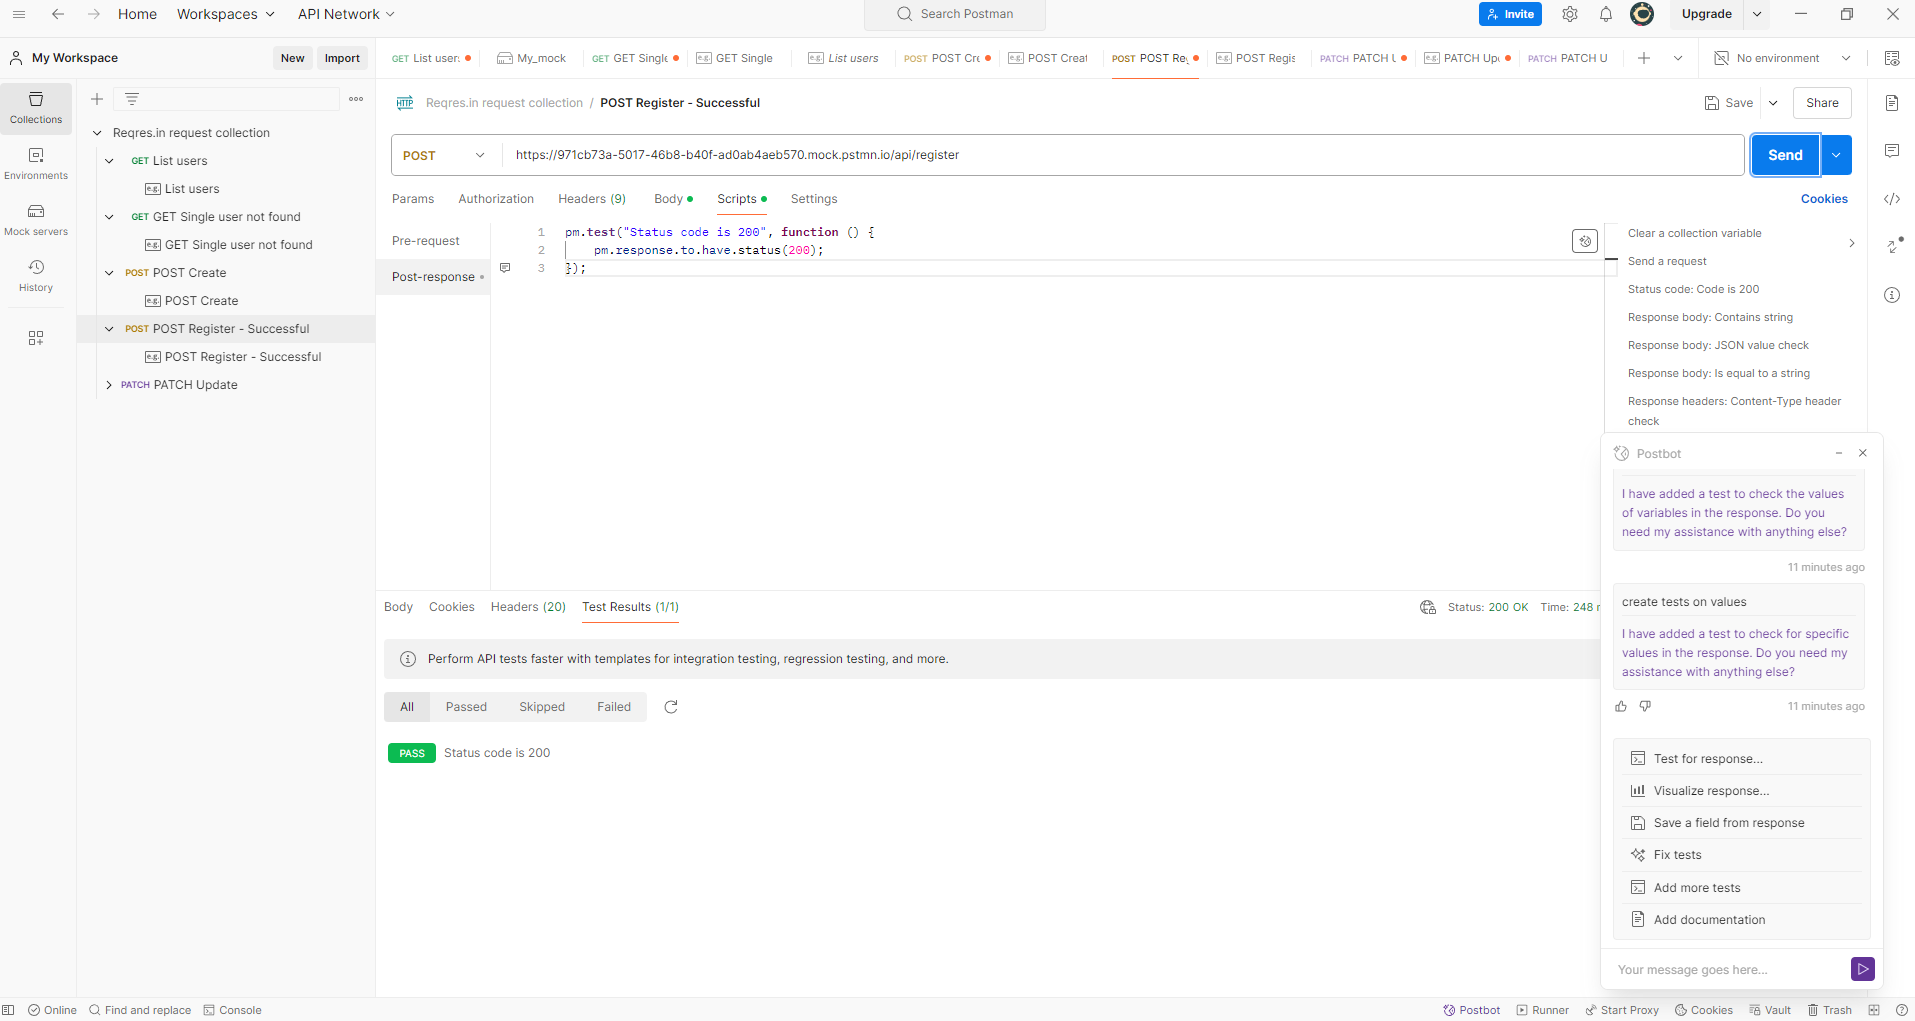 Home Workspaces API Network Search Postman Invite Upgrade
My Workspace New Import
GET List user: My_mock GET Single GET Single List users POST Cre POST Creat POST Re POST Regis PATCH U PATCH Up PATCH U No environment
Collections
Environments
Mock servers
History
Reqres.in request collection
GET List users
e.g. List users
GET GET Single user not found
e.g. GET Single user not found
POST POST Create
e.g. POST Create
POST POST Register - Successful
e.g. POST Register - Successful
PATCH PATCH Update
HTTP Reqres.in request collection / POST Register - Successful Save Share
POST https://971cb73a-5017-46b8-b40f-ad0ab4aeb570.mock.pstmn.io/api/register Send
Params Authorization Headers (9) Body Scripts Settings Cookies
Pre-request
Post-response
1 pm.test("Status code is 200", function () {
2 pm.response.to.have.status(200);
3 });
Clear a collection variable
Send a request
Status code: Code is 200
Response body: Contains string
Response body: JSON value check
Response body: Is equal to a string
Response headers: Content-Type header
check
Body Cookies Headers (20) Test Results (1/1) Status: 200 OK Time: 248
Perform API tests faster with templates for integration testing, regression testing, and more.
All Passed Skipped Failed
PASS Status code is 200
Postbot
I have added a test to check the values
of variables in the response. Do you
need my assistance with anything else?
11 minutes ago
create tests on values
I have added a test to check for specific
values in the response. Do you need my
assistance with anything else?
11 minutes ago
Test for response...
Visualize response...
Save a field from response
Fix tests
Add more tests
Add documentation
Your message goes here...
Online Find and replace Console Postbot Runner Start Proxy Cookies Vault Trash